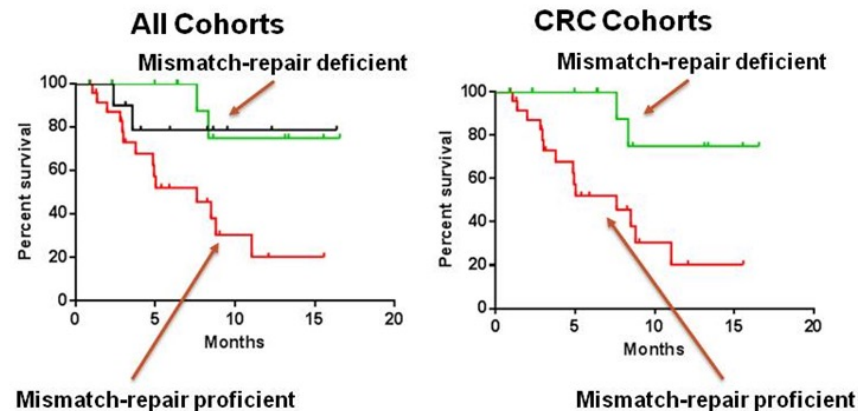 All Cohorts
Mismatch-repair deficient
Percent survival
100
80
60
40
20
0
0 5 10 15 20
Months
Mismatch-repair proficient
CRC Cohorts
Mismatch-repair deficient
Percent survival
100
80
60
40
20
0
0 5 10 15 20
Months
Mismatch-repair proficient